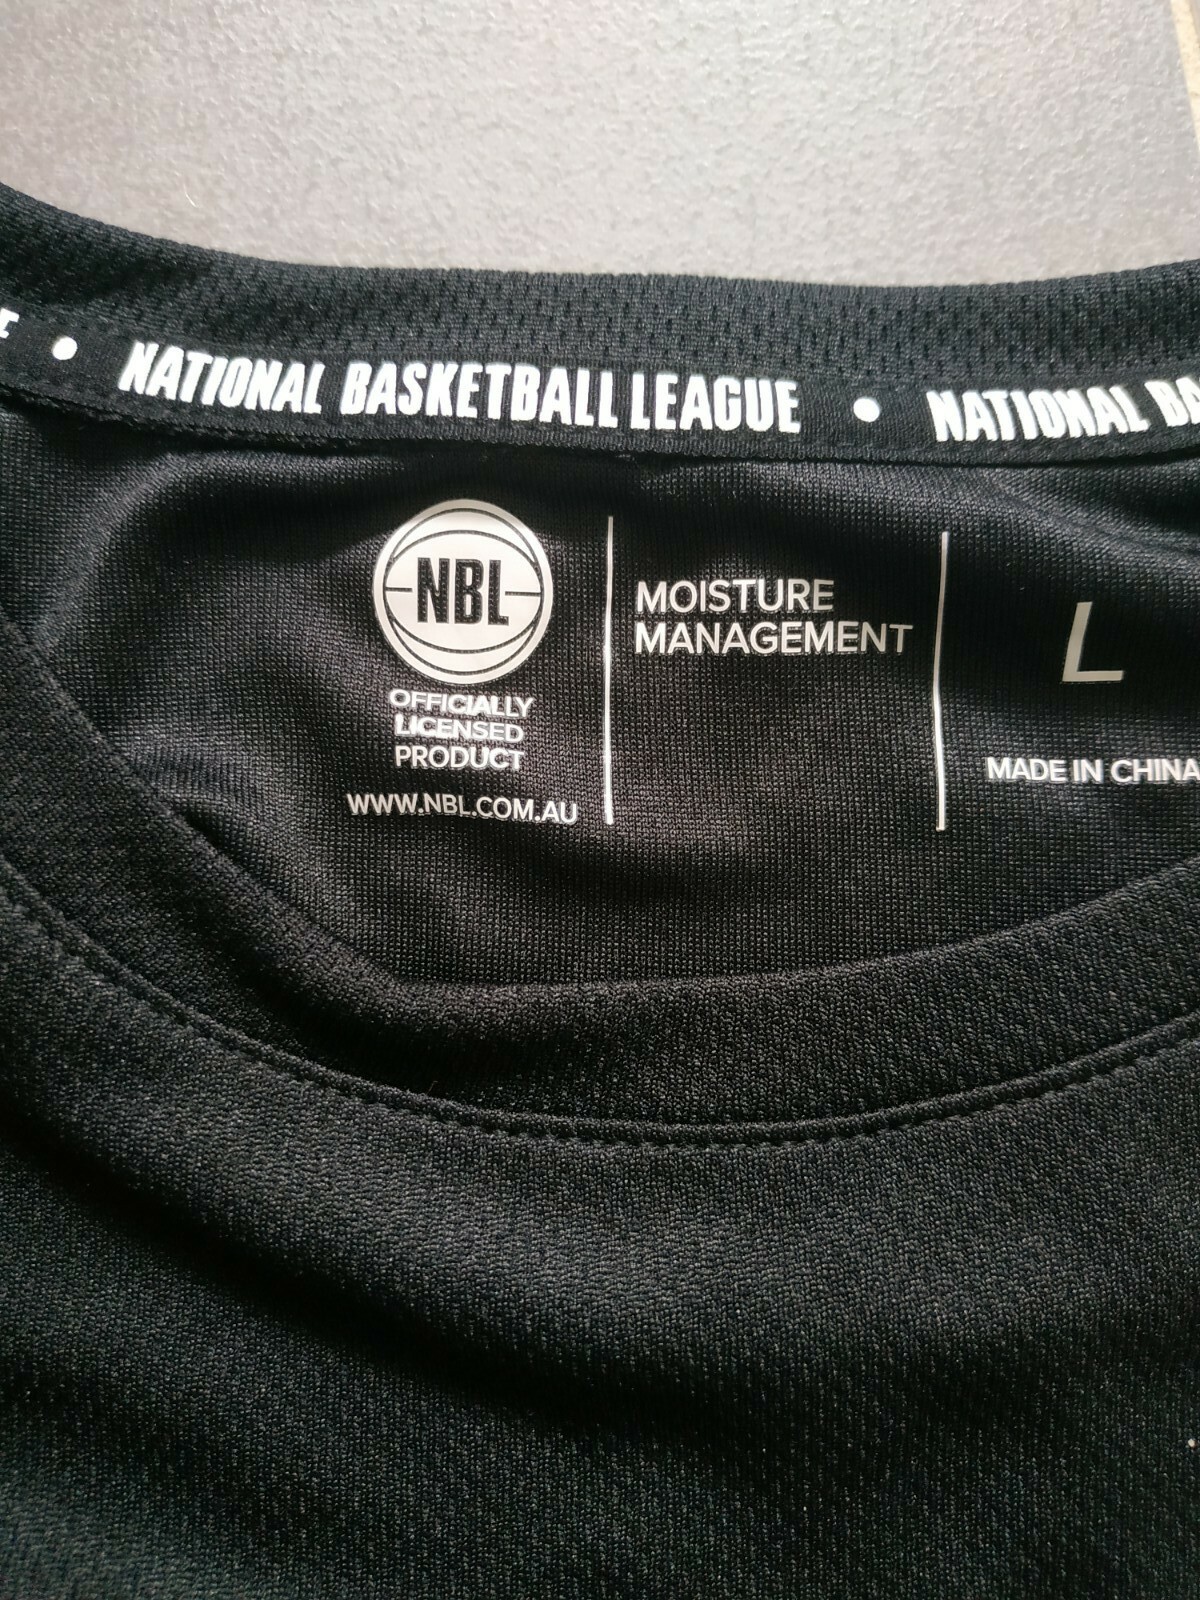 E • NATIONAL BASKETBALL LEAGUE • NATIONAL BA
NBL
OFFICIALLY
LICENSED
PRODUCT
WWW.NBL.COM.AU
MOISTURE
MANAGEMENT
L
MADE IN CHINA